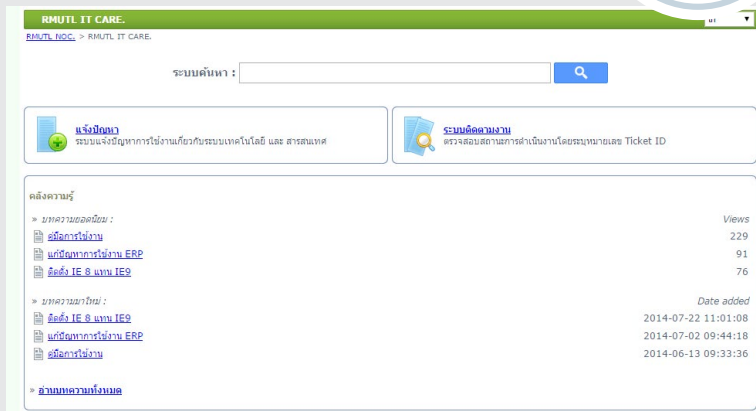 RMUTL IT CARE.
RMUTL NOC. > RMUTL IT CARE.
ระบบค้นหา :
แจ้งปัญหา
ระบบแจ้งปัญหาการใช้งานเกี่ยวกับระบบเทคโนโลยี และ สารสนเทศ
ระบบติดตามงาน
ตรวจสอบสถานะการดำเนินงานโดยระบุหมายเลข Ticket ID
คลังความรู้
» บทความยอดนิยม : Views
คู่มือการใช้งาน 229
แก้ปัญหาการใช้งาน ERP 91
ติดตั้ง IE 8 แทน IE9 76
» บทความมาใหม่ : Date added
ติดตั้ง IE 8 แทน IE9 2014-07-22 11:01:08
แก้ปัญหาการใช้งาน ERP 2014-07-02 09:44:18
คู่มือการใช้งาน 2014-06-13 09:33:36
» อ่านบทความทั้งหมด